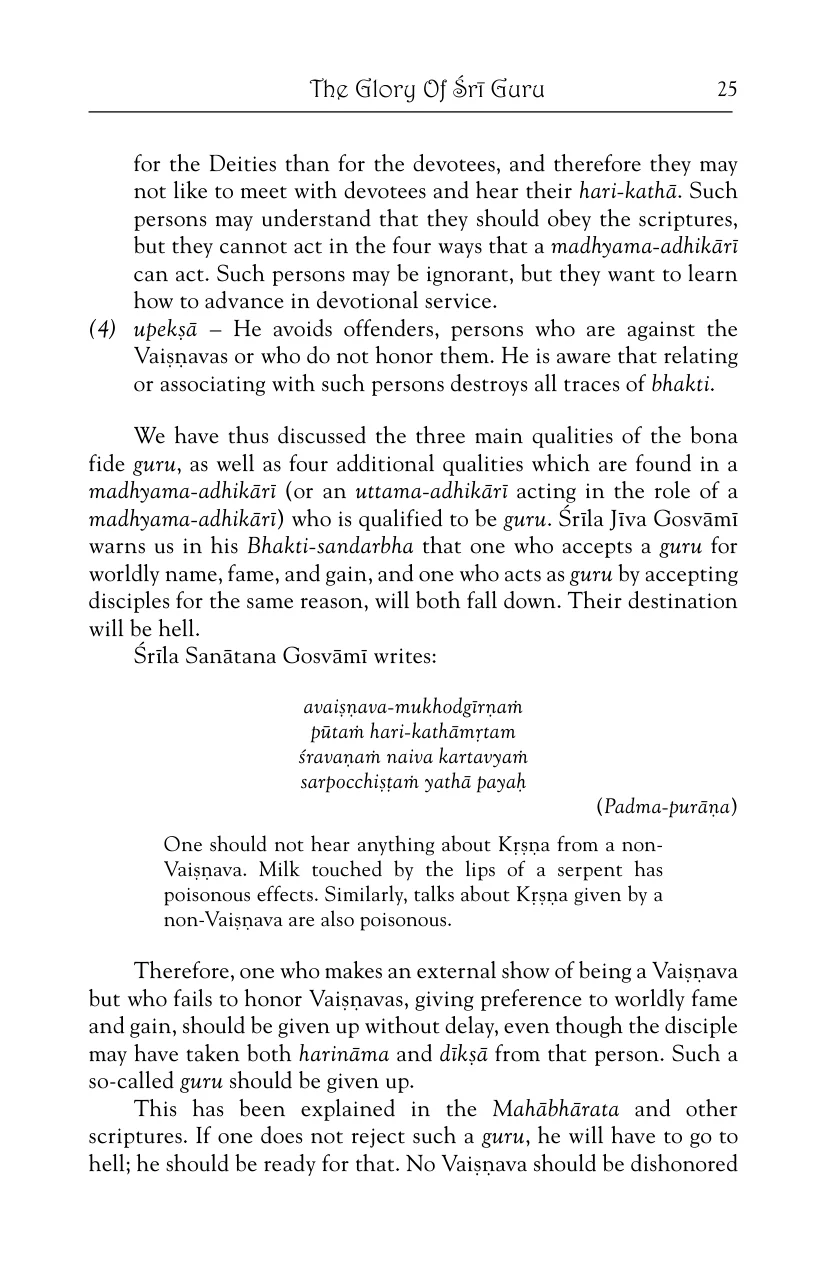 The Glory Of Śrī Guru 25
for the Deities than for the devotees, and therefore they may
not like to meet with devotees and hear their hari-kathā. Such
persons may understand that they should obey the scriptures,
but they cannot act in the four ways that a madhyama-adhikārī
can act. Such persons may be ignorant, but they want to learn
how to advance in devotional service.
(4) upekṣā – He avoids offenders, persons who are against the
Vaiṣṇavas or who do not honor them. He is aware that relating
or associating with such persons destroys all traces of bhakti.
We have thus discussed the three main qualities of the bona
fide guru, as well as four additional qualities which are found in a
madhyama-adhikārī (or an uttama-adhikārī acting in the role of a
madhyama-adhikārī) who is qualified to be guru. Śrīla Jīva Gosvāmī
warns us in his Bhakti-sandarbha that one who accepts a guru for
worldly name, fame, and gain, and one who acts as guru by accepting
disciples for the same reason, will both fall down. Their destination
will be hell.
Śrīla Sanātana Gosvāmī writes:
avaiṣṇava-mukhodgīrṇaṁ
pūtaṁ hari-kathāmṛtam
śravaṇaṁ naiva kartavyaṁ
sarpocchiṣṭaṁ yathā payaḥ
(Padma-purāṇa)
One should not hear anything about Kṛṣṇa from a non-
Vaiṣṇava. Milk touched by the lips of a serpent has
poisonous effects. Similarly, talks about Kṛṣṇa given by a
non-Vaiṣṇava are also poisonous.
Therefore, one who makes an external show of being a Vaiṣṇava
but who fails to honor Vaiṣṇavas, giving preference to worldly fame
and gain, should be given up without delay, even though the disciple
may have taken both harināma and dīkṣā from that person. Such a
so-called guru should be given up.
This has been explained in the Mahābhārata and other
scriptures. If one does not reject such a guru, he will have to go to
hell; he should be ready for that. No Vaiṣṇava should be dishonored